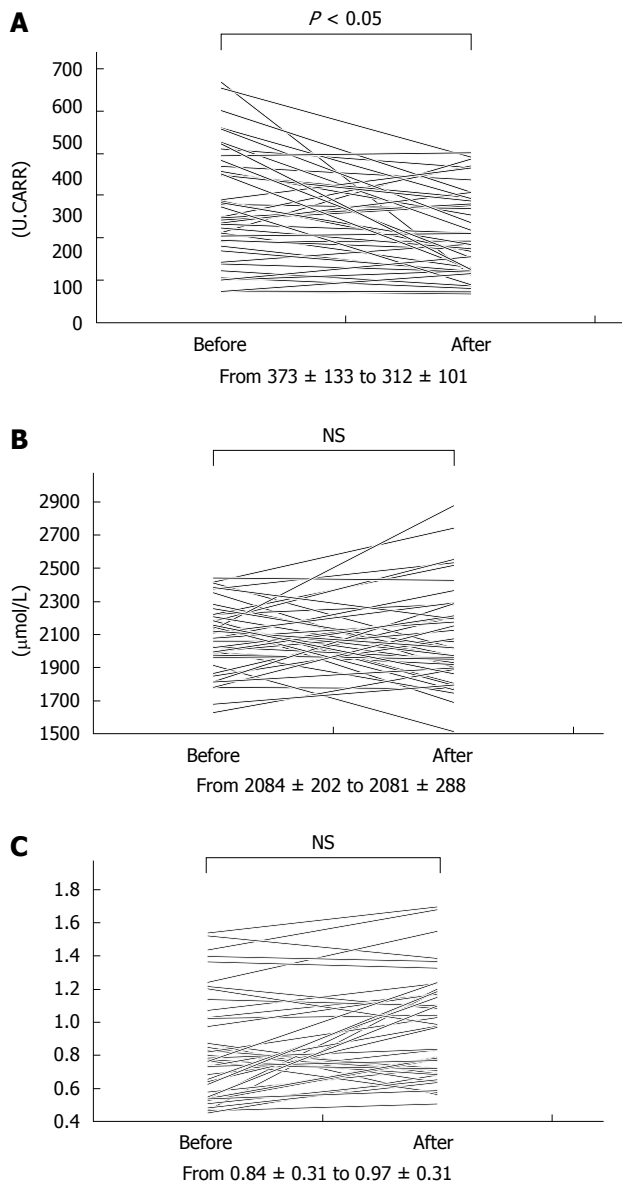 A
P < 0.05
700
600
500
400
300
200
100
0
(U.CARR)
Before After
From 373 ± 133 to 312 ± 101
B
NS
2900
2700
2500
2300
2100
1900
1700
1500
(μmol/L)
Before After
From 2084 ± 202 to 2081 ± 288
C
NS
1.8
1.6
1.4
1.2
1.0
0.8
0.6
0.4
Before After
From 0.84 ± 0.31 to 0.97 ± 0.31